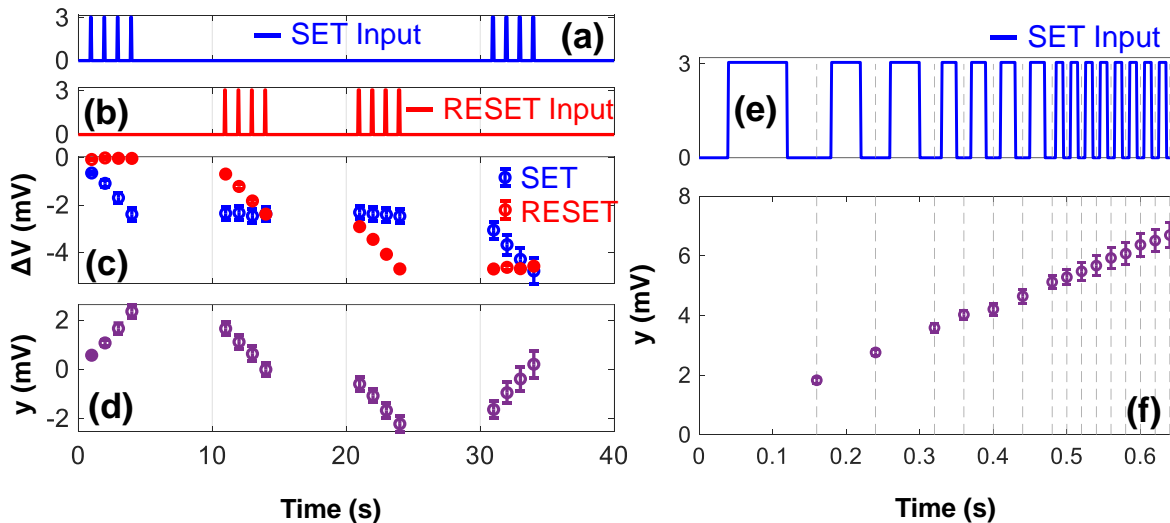 3
0
SET Input
(a)
3
0
(b)
RESET Input
0
-2
-4
ΔV (mV)
(c)
SET
RESET
2
0
-2
y (mV)
(d)
0 10 20 30 40
Time (s)
SET Input
3
0
(e)
8
6
4
2
0
y (mV)
(f)
0 0.1 0.2 0.3 0.4 0.5 0.6
Time (s)